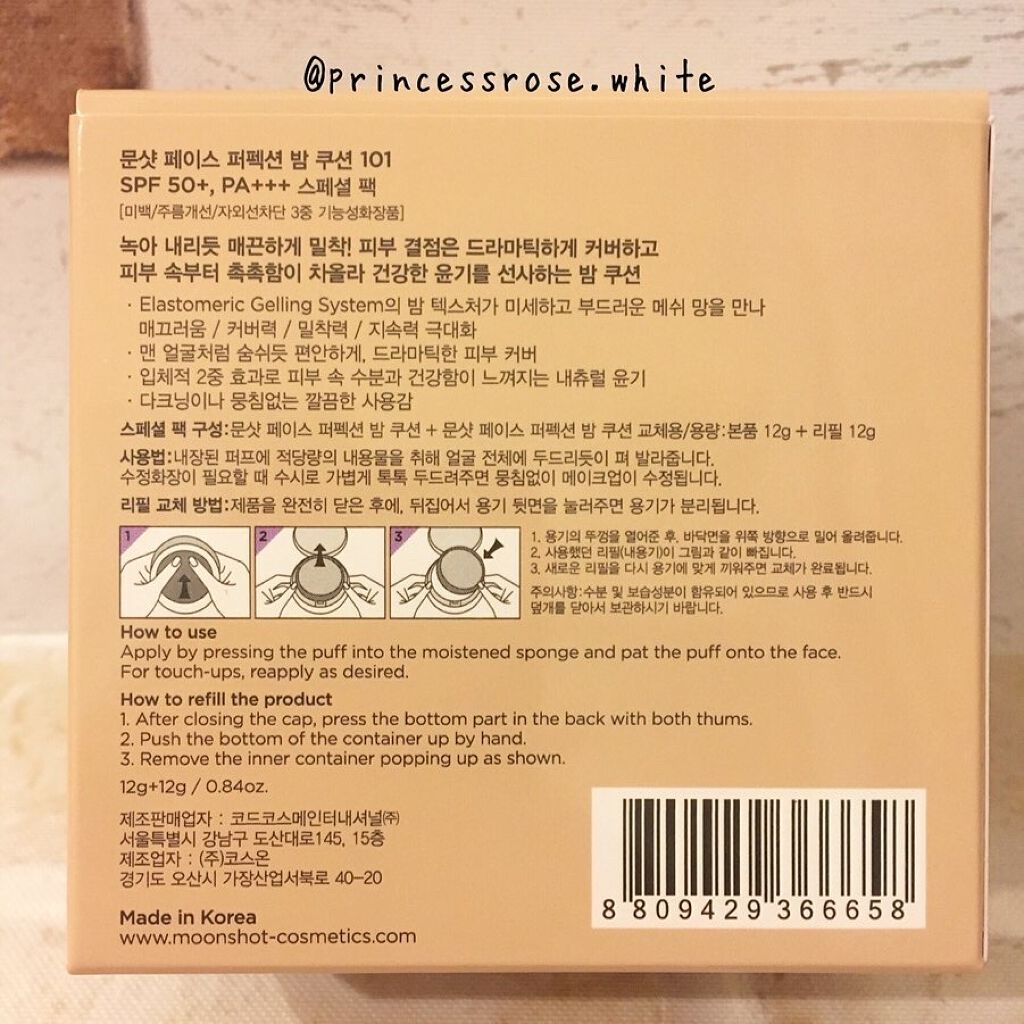 @princessrose.white
문샷 페이스 퍼펙션 밤 쿠션 101
SPF 50+, PA+++ 스페셜 팩
[미백/주름개선/자외선차단 3중 기능성화장품]
녹아 내리듯 매끈하게 밀착! 피부 결점은 드라마틱하게 커버하고
피부 속부터 촉촉함이 차올라 건강한 윤기를 선사하는 밤 쿠션
· Elastomeric Gelling System의 밤 텍스처가 미세하고 부드러운 메쉬 망을 만나
매끄러움 / 커버력 / 밀착력 / 지속력 극대화
· 맨 얼굴처럼 숨쉬듯 편안하게, 드라마틱한 피부 커버
· 입체적 2중 효과로 피부 속 수분과 건강함이 느껴지는 내츄럴 윤기
· 다크닝이나 뭉침없는 깔끔한 사용감
스페셜 팩 구성:문샷 페이스 퍼펙션 밤 쿠션 + 문샷 페이스 퍼펙션 밤 쿠션 교체용/용량:본품 12g + 리필 12g
사용법:내장된 퍼프에 적당량의 내용물을 취해 얼굴 전체에 두드리듯이 펴 발라줍니다.
수정화장이 필요할 때 수시로 가볍게 톡톡 두드려주면 뭉침없이 메이크업이 수정됩니다.
리필 교체 방법:제품을 완전히 닫은 후에, 뒤집어서 용기 뒷면을 눌러주면 용기가 분리됩니다.
1 2 3
1. 용기의 뚜껑을 열어준 후, 바닥면을 위쪽 방향으로 밀어 올려줍니다.
2. 사용했던 리필(내용기)이 그림과 같이 빠집니다.
3. 새로운 리필을 다시 용기에 맞게 끼워주면 교체가 완료됩니다.
주의사항:수분 및 보습성분이 함유되어 있으므로 사용 후 반드시
덮개를 닫아서 보관하시기 바랍니다.
How to use
Apply by pressing the puff into the moistened sponge and pat the puff onto the face.
For touch-ups, reapply as desired.
How to refill the product
1. After closing the cap, press the bottom part in the back with both thums.
2. Push the bottom of the container up by hand.
3. Remove the inner container popping up as shown.
12g+12g / 0.84oz.
제조판매업자 : 코드코스메인터내셔널㈜
서울특별시 강남구 도산대로145, 15층
제조업자 : (주)코스온
경기도 오산시 가장산업서북로 40-20
Made in Korea
www.moonshot-cosmetics.com
8 809429 366658